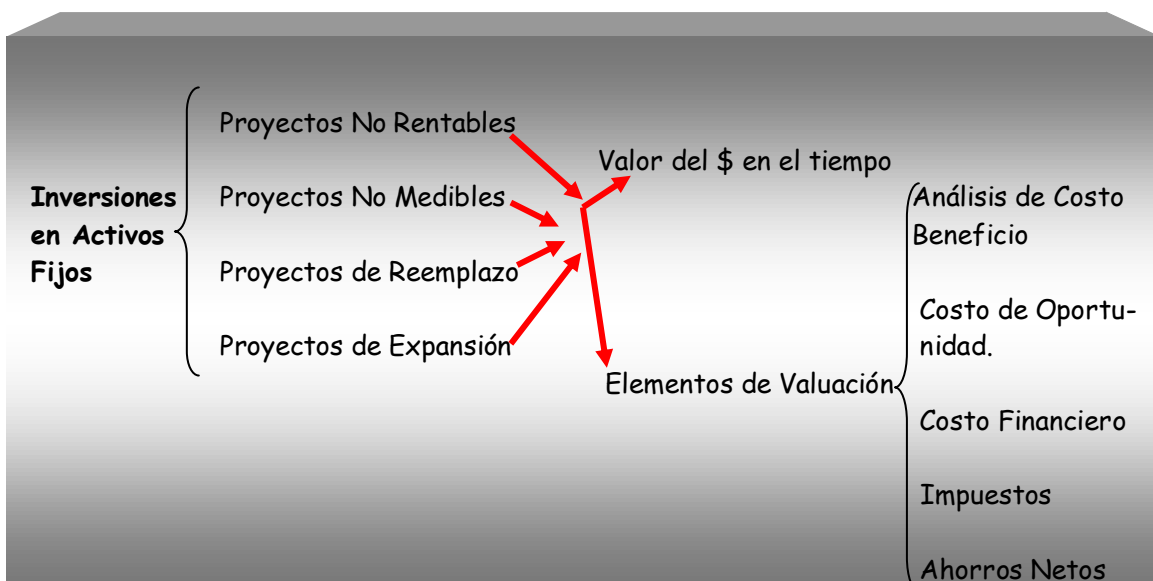 Inversiones
en Activos
Fijos
Proyectos No Rentables
Proyectos No Medibles
Proyectos de Reemplazo
Proyectos de Expansión
Valor del $ en el tiempo
Elementos de Valuación
Análisis de Costo
Beneficio
Costo de Oportu-
nidad.
Costo Financiero
Impuestos
Ahorros Netos